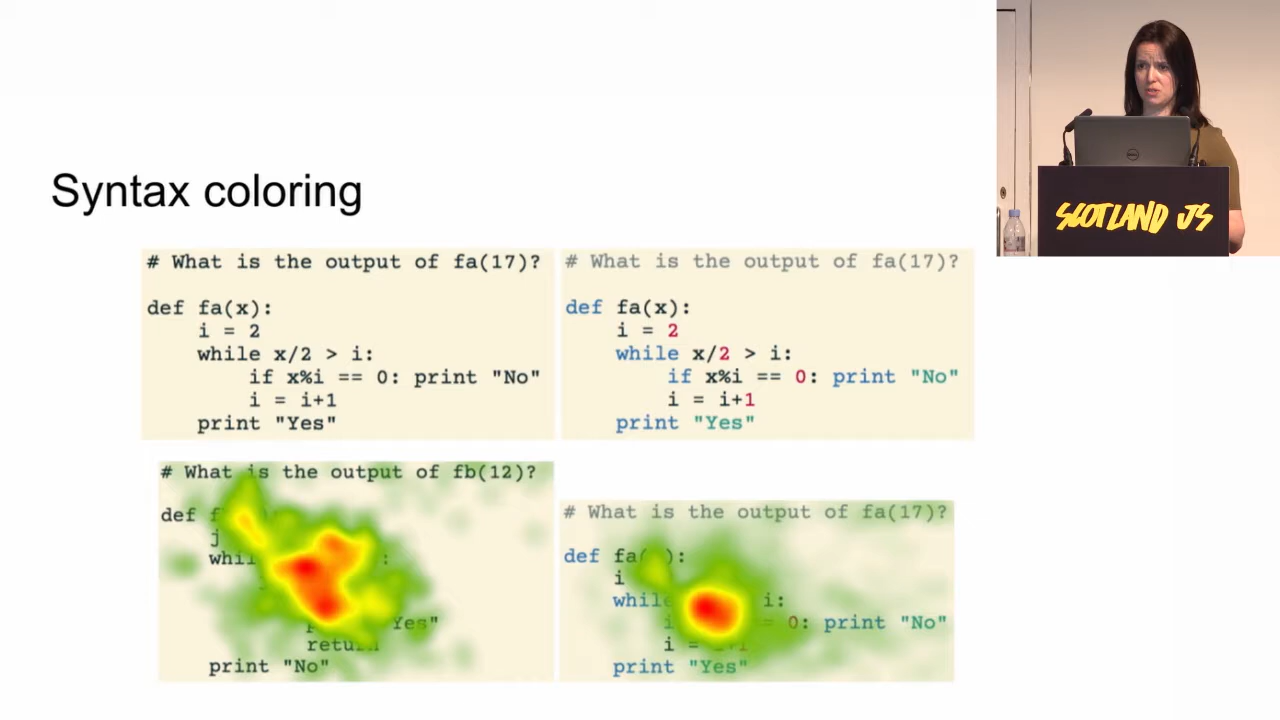 Syntax coloring
SCOTLAND JS
# What is the output of fa(17)?
def fa(x):
i = 2
while x/2 > i:
if x%i == 0: print "No"
i = i+1
print "Yes"
# What is the output of fa(17)?
def fa(x):
i = 2
while x/2 > i:
if x%i == 0: print "No"
i = i+1
print "Yes"
# What is the output of fb(12)?
def
j
:
Yes"
print "No"
# What is the output of fa(17)?
def fa( ):
i
i:
0: print "No"
i =
print "Yes"